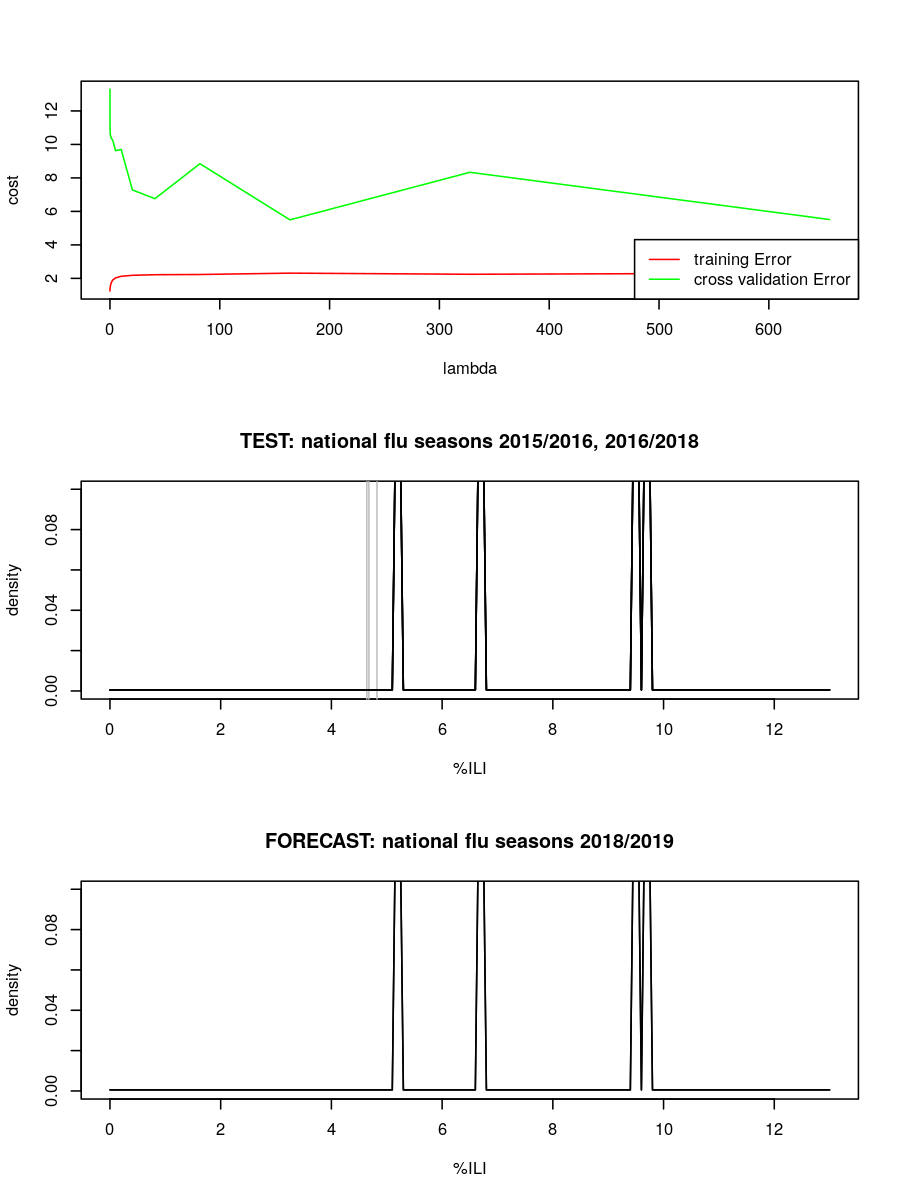 12
10
8
6
4
2
cost
training Error
cross validation Error
0 100 200 300 400 500 600
lambda
TEST: national flu seasons 2015/2016, 2016/2018
0.08
0.04
0.00
density
0 2 4 6 8 10 12
%ILI
FORECAST: national flu seasons 2018/2019
0.08
0.04
0.00
density
0 2 4 6 8 10 12
%ILI